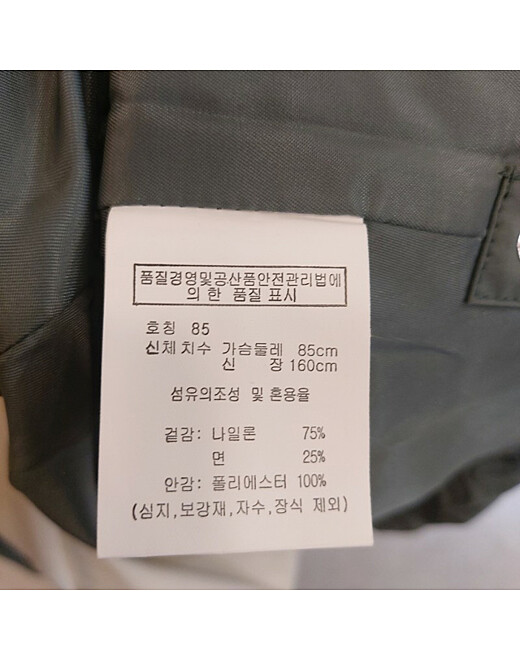 품질경영및공산품안전관리법에
의 한 품질 표시
호칭 85
신체 치수 가슴둘레 85cm
신 장 160cm
섬유의조성 및 혼용율
겉감: 나일론 75%
면 25%
안감: 폴리에스터 100%
(심지,보강재,자수,장식 제외)